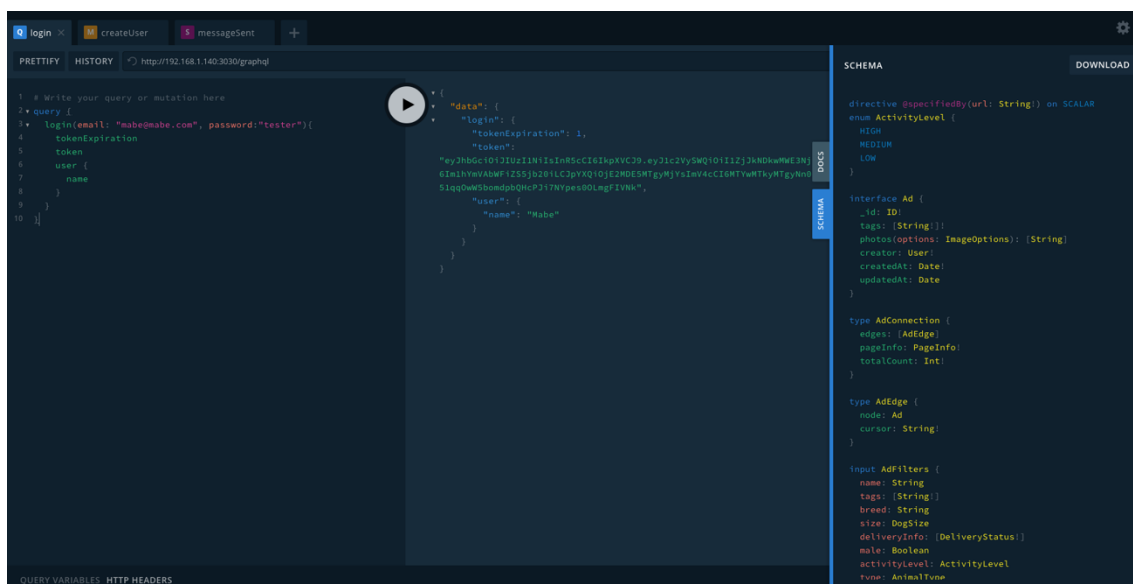 Q login ×
M createUser
S messageSent
+
PRETTIFY HISTORY http://192.168.1.140:3030/graphql
1 # Write your query or mutation here
2 query {
3 login(email: "mabe@mabe.com", password:"tester"){
4 tokenExpiration
5 token
6 user {
7 name
8 }
9 }
10 }
{
"data": {
"login": {
"tokenExpiration": 1,
"token":
"user": {
"name": "Mabe"
}
}
}
}
DOCS
SCHEMA
SCHEMA DOWNLOAD
directive @specifiedBy(url: String!) on SCALAR
enum ActivityLevel {
HIGH
MEDIUM
LOW
}
interface Ad {
_id: ID!
tags: [String!]!
photos(options: ImageOptions): [String]
creator: User!
createdAt: Date!
updatedAt: Date
}
type AdConnection {
edges: [AdEdge]
pageInfo: PageInfo!
totalCount: Int!
}
type AdEdge {
node: Ad
cursor: String!
}
input AdFilters {
name: String
tags: [String!]
breed: String
size: DogSize
deliveryInfo: [DeliveryStatus!]
male: Boolean
activityLevel: ActivityLevel
type: AnimalType
QUERY VARIABLES HTTP HEADERS